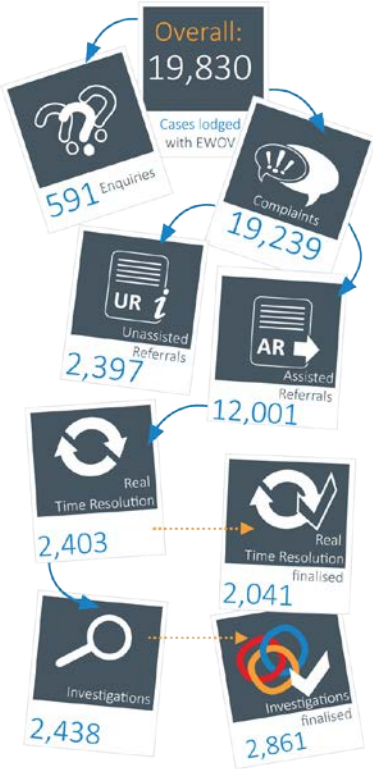 Overall:
19,830
Cases lodged
with EWOV
591 Enquiries
!!!
Complaints
19,239
UR i
Unassisted
Referrals
2,397
AR
Assisted
Referrals
12,001
Real
Time Resolution
2,403
Real
Time Resolution
finalised
2,041
Investigations
2,438
Investigations
finalised
2,861